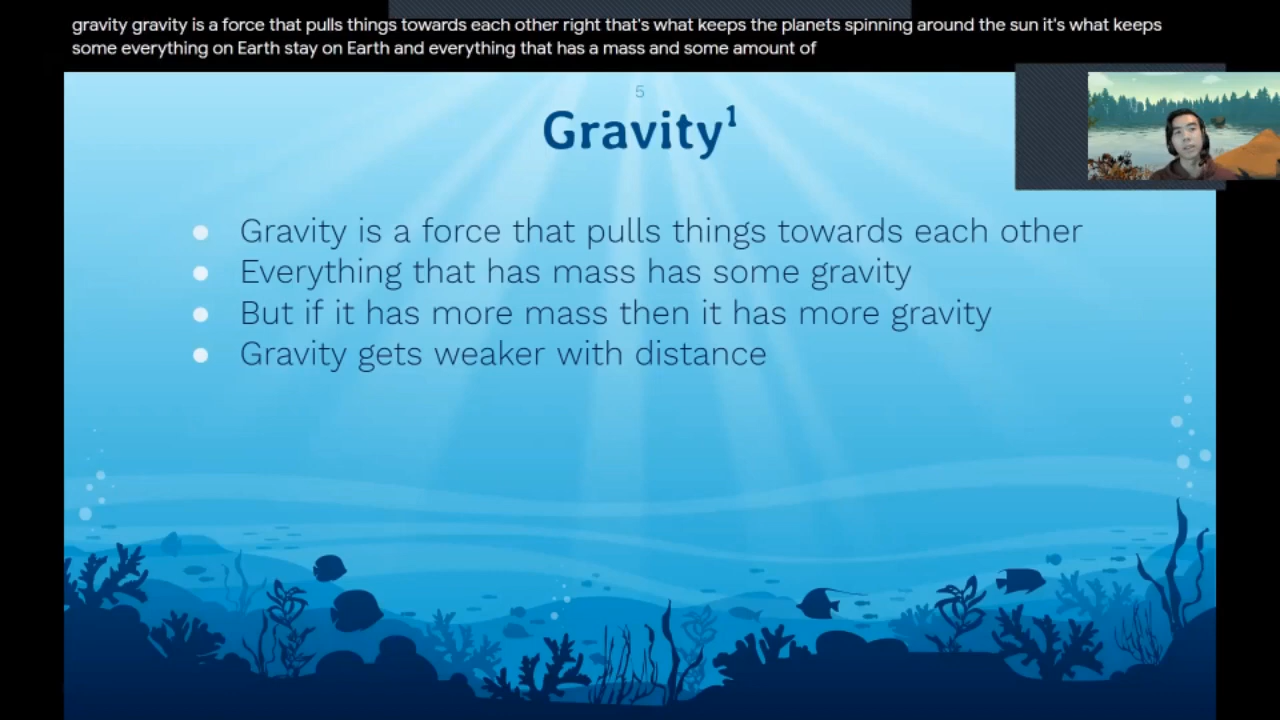 gravity gravity is a force that pulls things towards each other right that's what keeps the planets spinning around the sun it's what keeps
some everything on Earth stay on Earth and everything that has a mass and some amount of
5
Gravity¹
● Gravity is a force that pulls things towards each other
● Everything that has mass has some gravity
● But if it has more mass then it has more gravity
● Gravity gets weaker with distance